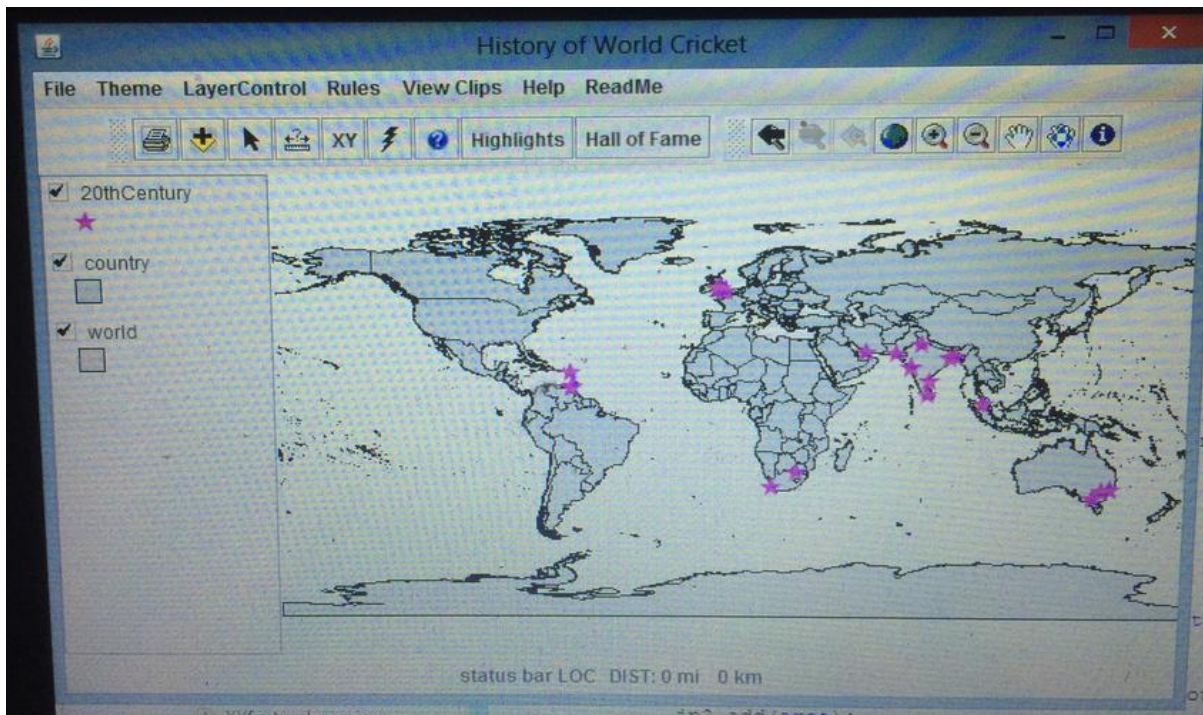 History of World Cricket
File Theme LayerControl Rules View Clips Help ReadMe
XY Highlights Hall of Fame
20thCentury
country
world
status bar LOC DIST: 0 mi 0 km